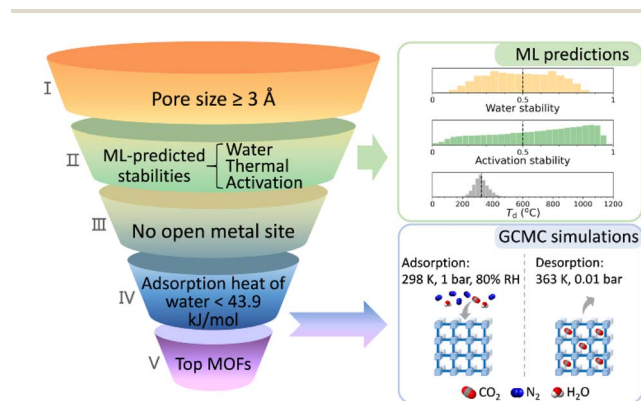 I
Pore size ≥ 3 Å
II
ML-predicted
stabilities
Water
Thermal
Activation
III
No open metal site
IV
Adsorption heat of
water < 43.9
kJ/mol
V
Top MOFs
ML predictions
0 0.5 1
Water stability
0 0.5 1
Activation stability
0 200 400 600 800 1000 1200
Td (°C)
GCMC simulations
Adsorption:
298 K, 1 bar, 80% RH
Desorption:
363 K, 0.01 bar
CO2 N2 H2O